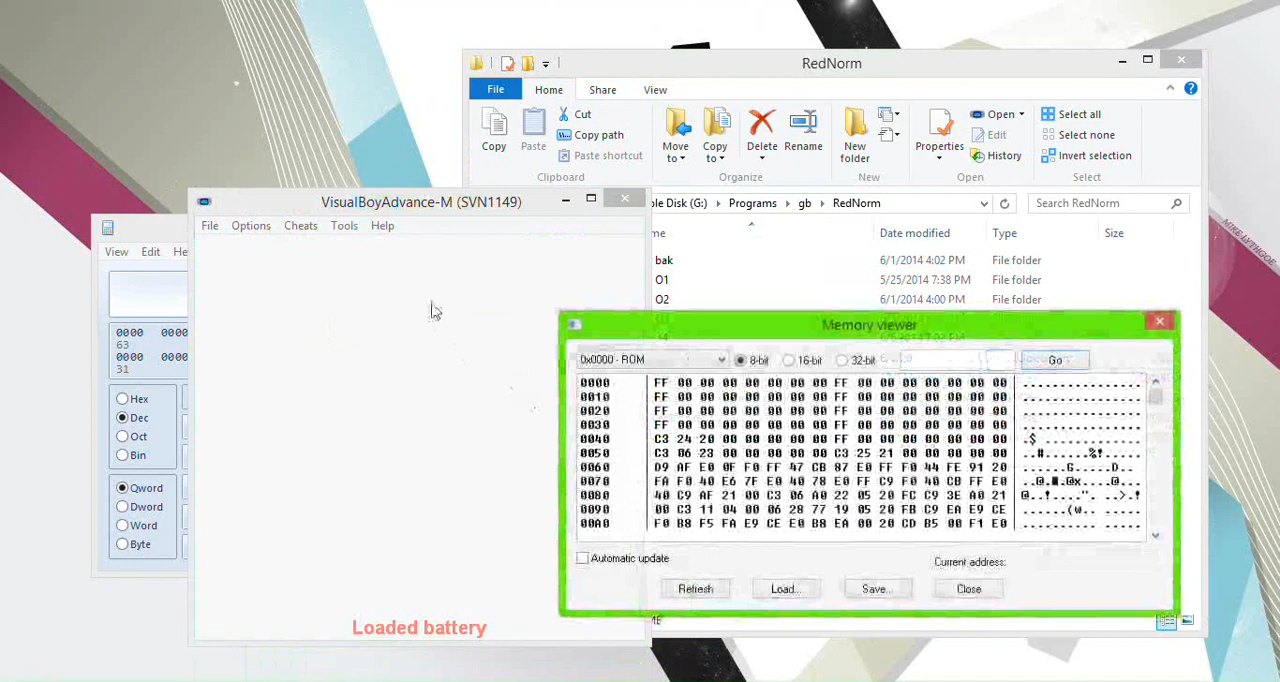 RedNorm
File Home Share View
Copy Paste Cut Copy path Paste shortcut
Move to Copy to Delete Rename
New folder
Properties Open Edit History
Select all Select none Invert selection
Clipboard Organize New Open Select
ble Disk (G:) Programs gb RedNorm Search RedNorm
me Date modified Type Size
bak 6/1/2014 4:02 PM File folder
O1 5/25/2014 7:38 PM File folder
O2 6/1/2014 4:00 PM File folder
MIKE LYTHGOE
VisualBoyAdvance-M (SVN1149)
File Options Cheats Tools Help
Loaded battery
View Edit He
0000 0000
63
0000 0000
31
Hex
Dec
Oct
Bin
Qword
Dword
Word
Byte
Memory viewer
0x0000 - ROM 8-bit 16-bit 32-bit Go
0000 FF 00 00 00 00 00 00 00 FF 00 00 00 00 00 00 00 ................
0010 FF 00 00 00 00 00 00 00 FF 00 00 00 00 00 00 00 ................
0020 FF 00 00 00 00 00 00 00 FF 00 00 00 00 00 00 00 ................
0030 FF 00 00 00 00 00 00 00 FF 00 00 00 00 00 00 00 ................
0040 C3 24 20 00 00 00 00 00 FF 00 00 00 00 00 00 00 .$ .............
0050 C3 06 23 00 00 00 00 00 C3 25 21 00 00 00 00 00 ..#......%!.....
0060 D9 AF E0 0F F0 FF 47 CB 87 E0 FF F0 44 FE 91 20 ......G.....D..
0070 FA F0 40 E6 7F E0 40 78 E0 FF C9 F0 40 CB FF E0
0080 40 C9 AF 21 00 C3 06 A0 22 05 20 FC C9 3E A0 21 @..!....". ..>.!
0090 00 C3 11 04 00 06 28 77 19 05 20 FB C9 EA E9 CE ......(w.. .....
00A0 F0 B8 F5 FA E9 CE E0 B8 EA 00 20 CD B5 00 F1 E0 .......... .....
Automatic update Current address:
Refresh Load... Save... Close